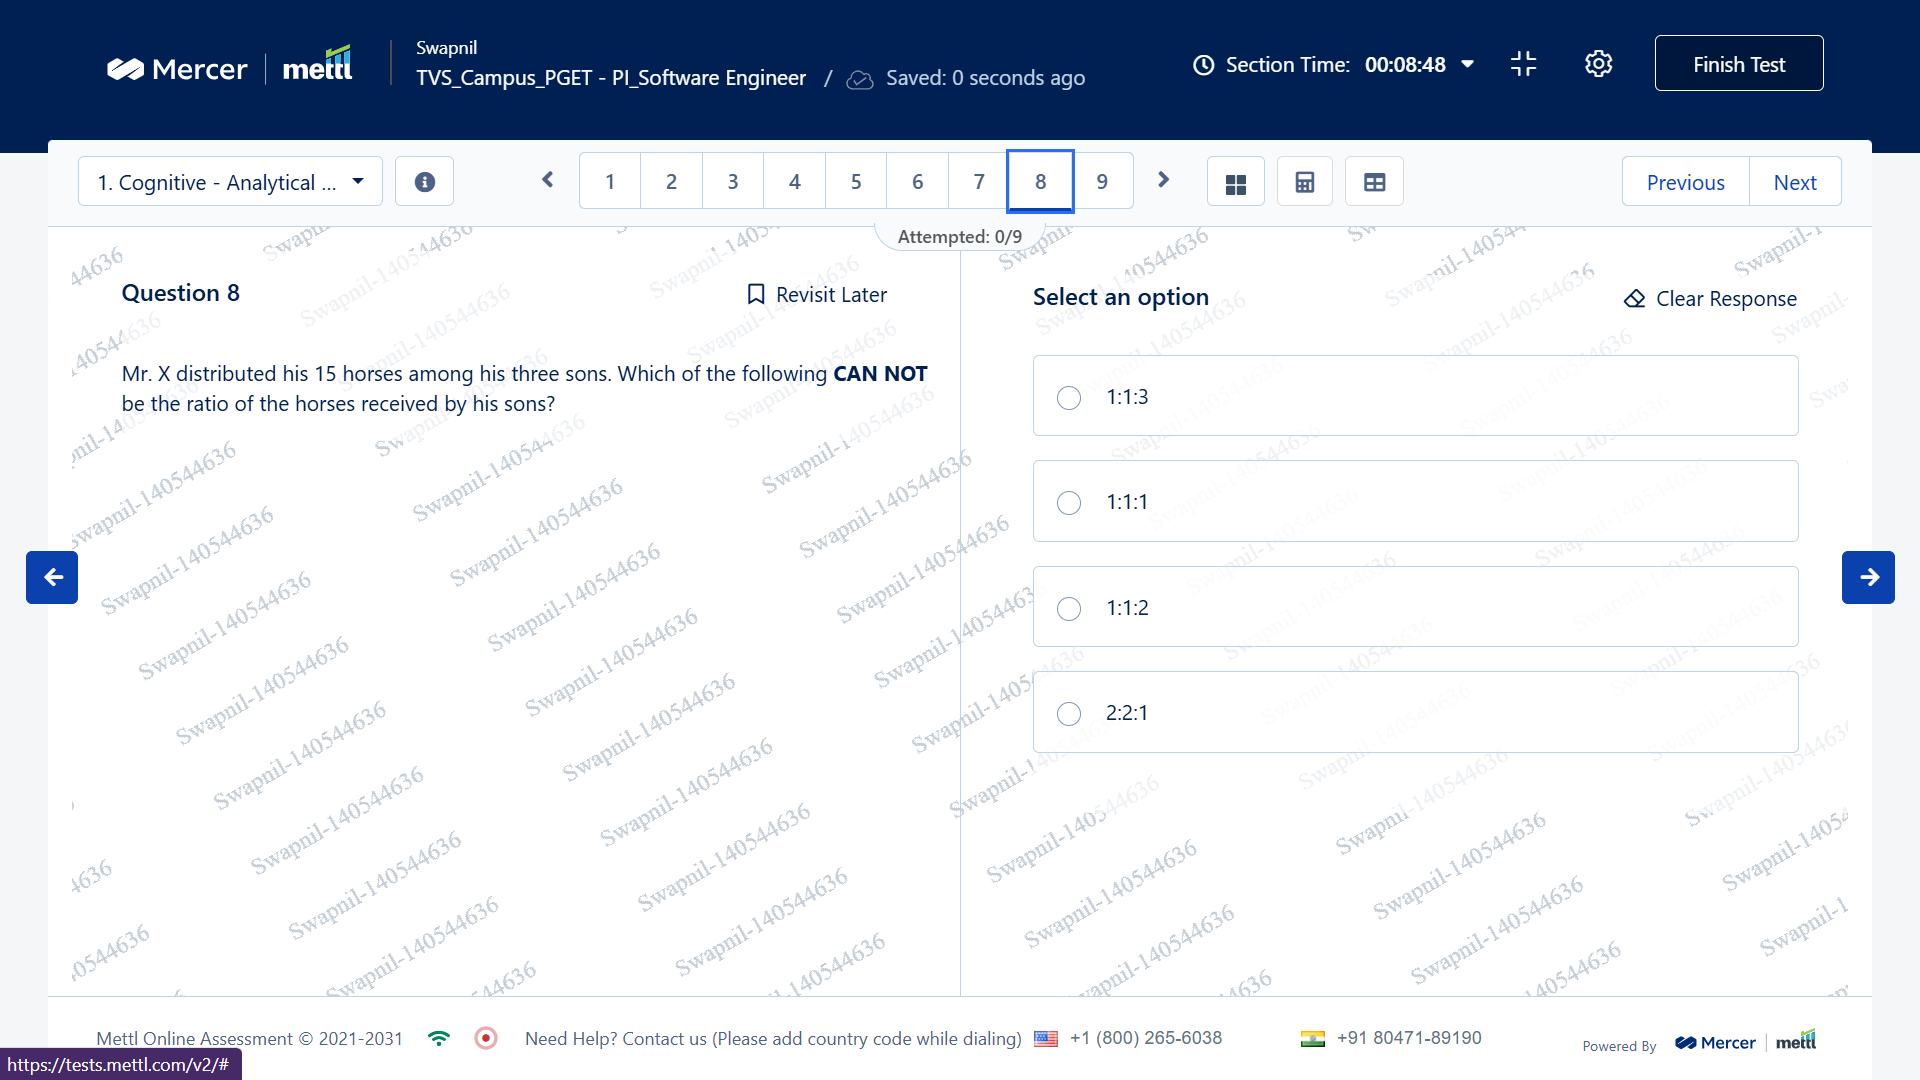 Mercer mettl
Swapnil
TVS_Campus_PGET - PI_Software Engineer / Saved: 0 seconds ago
Section Time: 00:08:48
Finish Test
1. Cognitive - Analytical ...
1 2 3 4 5 6 7 8 9
Previous Next
Attempted: 0/9
Question 8
Revisit Later
Mr. X distributed his 15 horses among his three sons. Which of the following CAN NOT
be the ratio of the horses received by his sons?
Select an option
Clear Response
1:1:3
1:1:1
1:1:2
2:2:1
Swapnil-140544636
Mettl Online Assessment © 2021-2031
Need Help? Contact us (Please add country code while dialing) +1 (800) 265-6038 +91 80471-89190
Powered By Mercer mettl
https://tests.mettl.com/v2/#